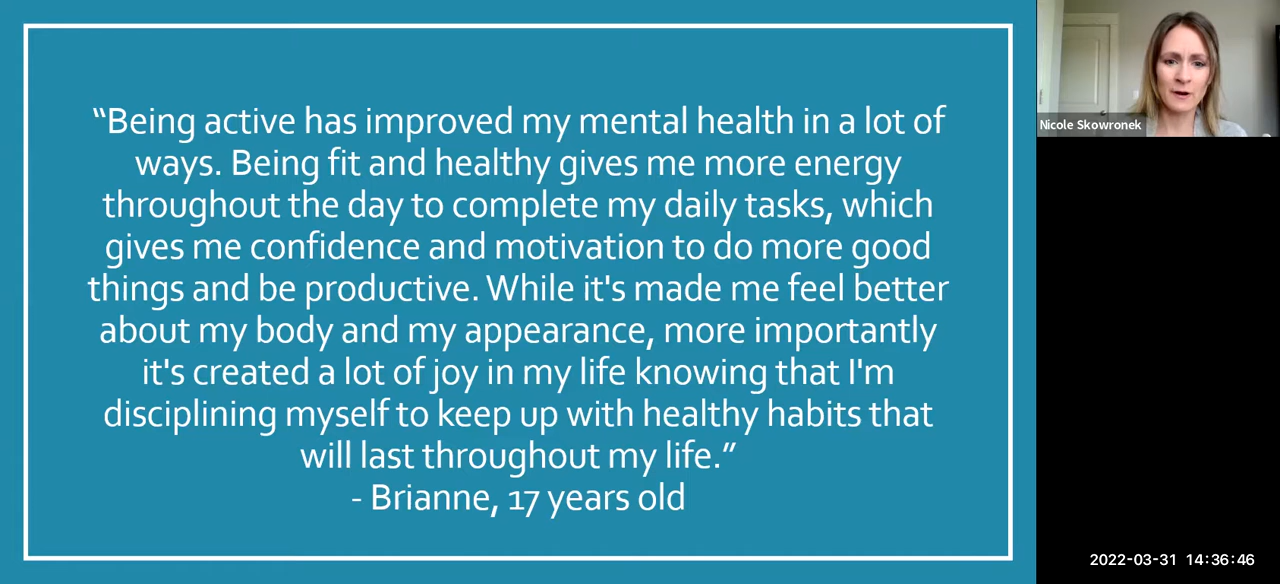 “Being active has improved my mental health in a lot of
ways. Being fit and healthy gives me more energy
throughout the day to complete my daily tasks, which
gives me confidence and motivation to do more good
things and be productive. While it's made me feel better
about my body and my appearance, more importantly
it's created a lot of joy in my life knowing that I'm
disciplining myself to keep up with healthy habits that
will last throughout my life.”
- Brianne, 17 years old
Nicole Skowronek
2022-03-31 14:36:46